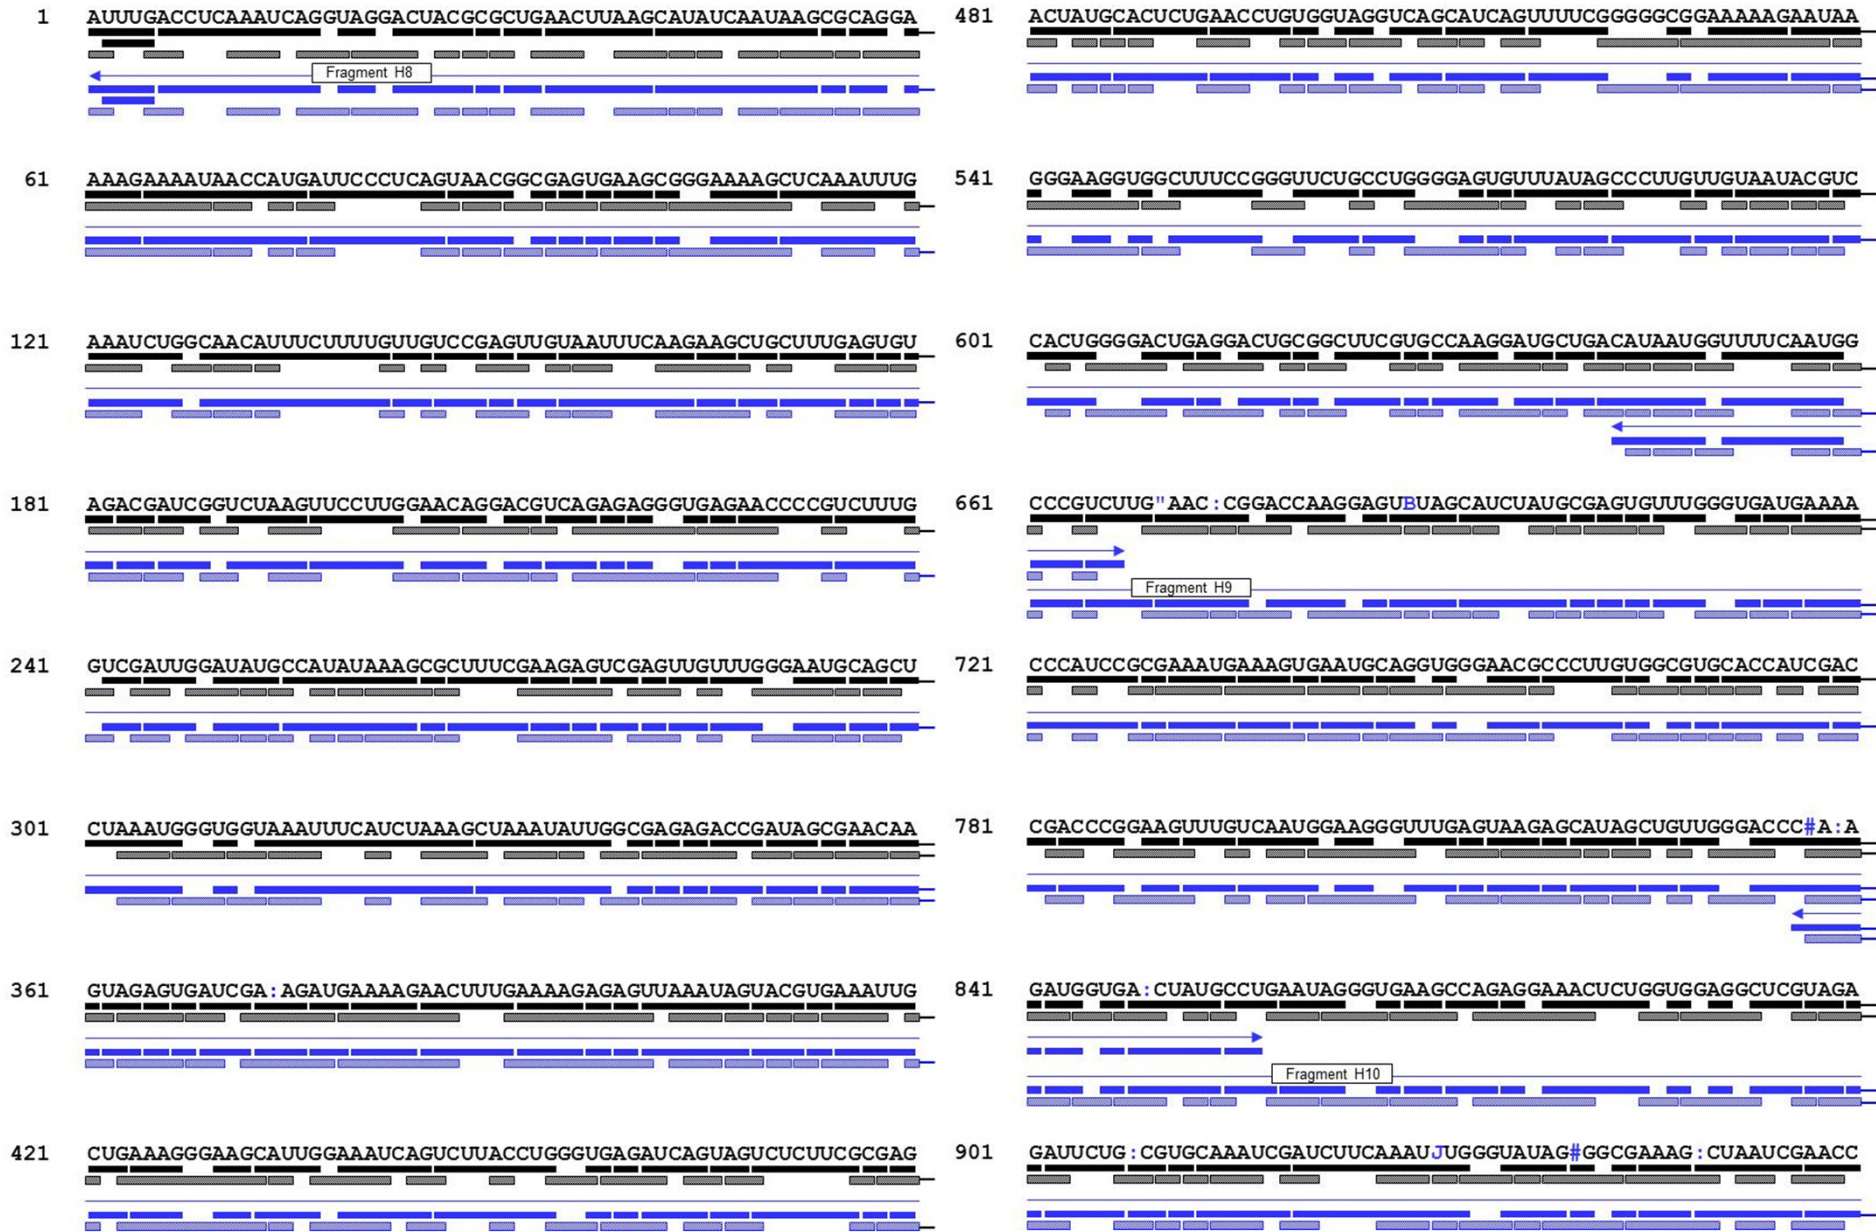 1 AUUUGACCUCAAAUCAGGUAGGACUACGCGCUGAACUUAAGCAUAUCAAUAAGCGCAGGA
Fragment H8
61 AAAGAAAAUAACCAUGAUUCCCUCAGUAACGGCGAGUGAAGCGGGAAAAGCUCAAAUUUG
121 AAAUCUGGCAACAUUUCUUUUGUUGUCCGAGUUGUAAUUUCAAGAAGCUGCUUUGAGUGU
181 AGACGAUCGGUCUAAGUUCCUUGGAACAGGACGUCAGAGAGGGUGAGAACCCCGUCUUUG
241 GUCGAUUGGAUAUGCCAUAUAAAGCGCUUUCGAAGAGUCGAGUUGUUUGGGAAUGCAGCU
301 CUAAAUGGGUGGUAAAUUUCAUCUAAAGCUAAAUAUUGGCGAGAGACCGAUAGCGAACAA
361 GUAGAGUGAUCGA:AGAUGAAAAGAACUUUGAAAAGAGAGUUAAAUAGUACGUGAAAUUG
421 CUGAAAGGGAAGCAUUGGAAAUCAGUCUUACCUGGGUGAGAUCAGUAGUCUCUUCGCGAG
481 ACUAUGCACUCUGAACCUGUGGUAGGUCAGCAUCAGUUUUCGGGGGCGGAAAAAGAAUAA
541 GGGAAGGUGGCUUUCCGGGUUCUGCCUGGGGAGUGUUUAUAGCCCUUGUUGUAAUACGUC
601 CACUGGGGACUGAGGACUGCGGCUUCGUGCCAAGGAUGCUGACAUAAUGGUUUUCAAUGG
661 CCCGUCUUG"AAC:CGGACCAAGGAGUBUAGCAUCUAUGCGAGUGUUUGGGUGAUGAAAA
Fragment H9
721 CCCAUCCGCGAAAUGAAAGUGAAUGCAGGUGGGAACGCCCUUGUGGCGUGCACCAUCGAC
781 CGACCCGGAAGUUUGUCAAUGGAAGGGUUUGAGUAAGAGCAUAGCUGUUGGGACCC#A:A
841 GAUGGUGA:CUAUGCCUGAAUAGGGUGAAGCCAGAGGAAACUCUGGUGGAGGCUCGUAGA
Fragment H10
901 GAUUCUG:CGUGCAAAUCGAUCUUCAAAUJUGGGUAUAG#GGCGAAAG:CUAAUCGAACC